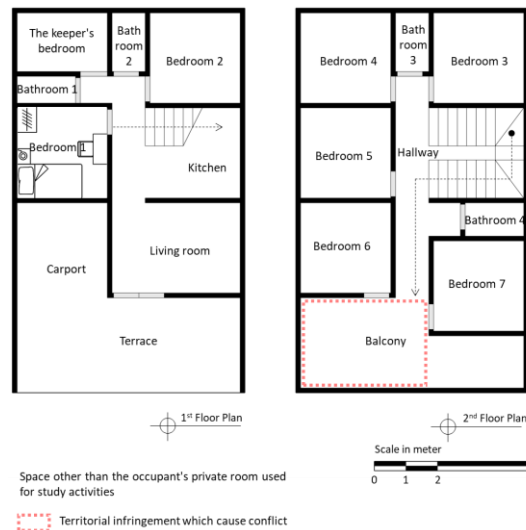 The keeper's
bedroom
Bath
room
2
Bedroom 2
Bathroom 1
Bedroom 1
Kitchen
Living room
Carport
Terrace
1st Floor Plan
Bedroom 4
Bath
room
3
Bedroom 3
Bedroom 5
Hallway
Bathroom 4
Bedroom 6
Bedroom 7
Balcony
2nd Floor Plan
Scale in meter
0 1 2
Space other than the occupant's private room used
for study activities
Territorial infringement which cause conflict